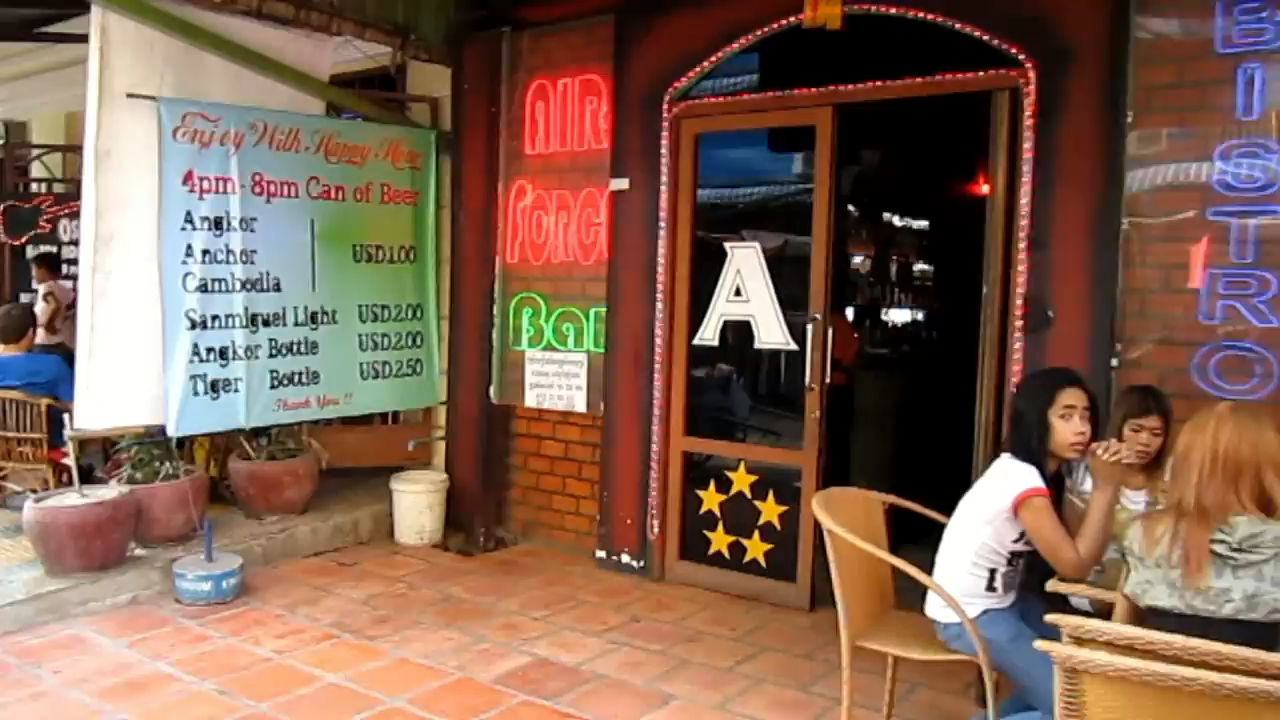 Enjoy With Happy Hour
4pm-8pm Can of Beer
Angkor
Anchor USD1.00
Cambodia
Sanmiguel Light USD2.00
Angkor Bottle USD2.00
Tiger Bottle USD2.50
Thank You !!
AIR
force
Bar
A
BISTRO